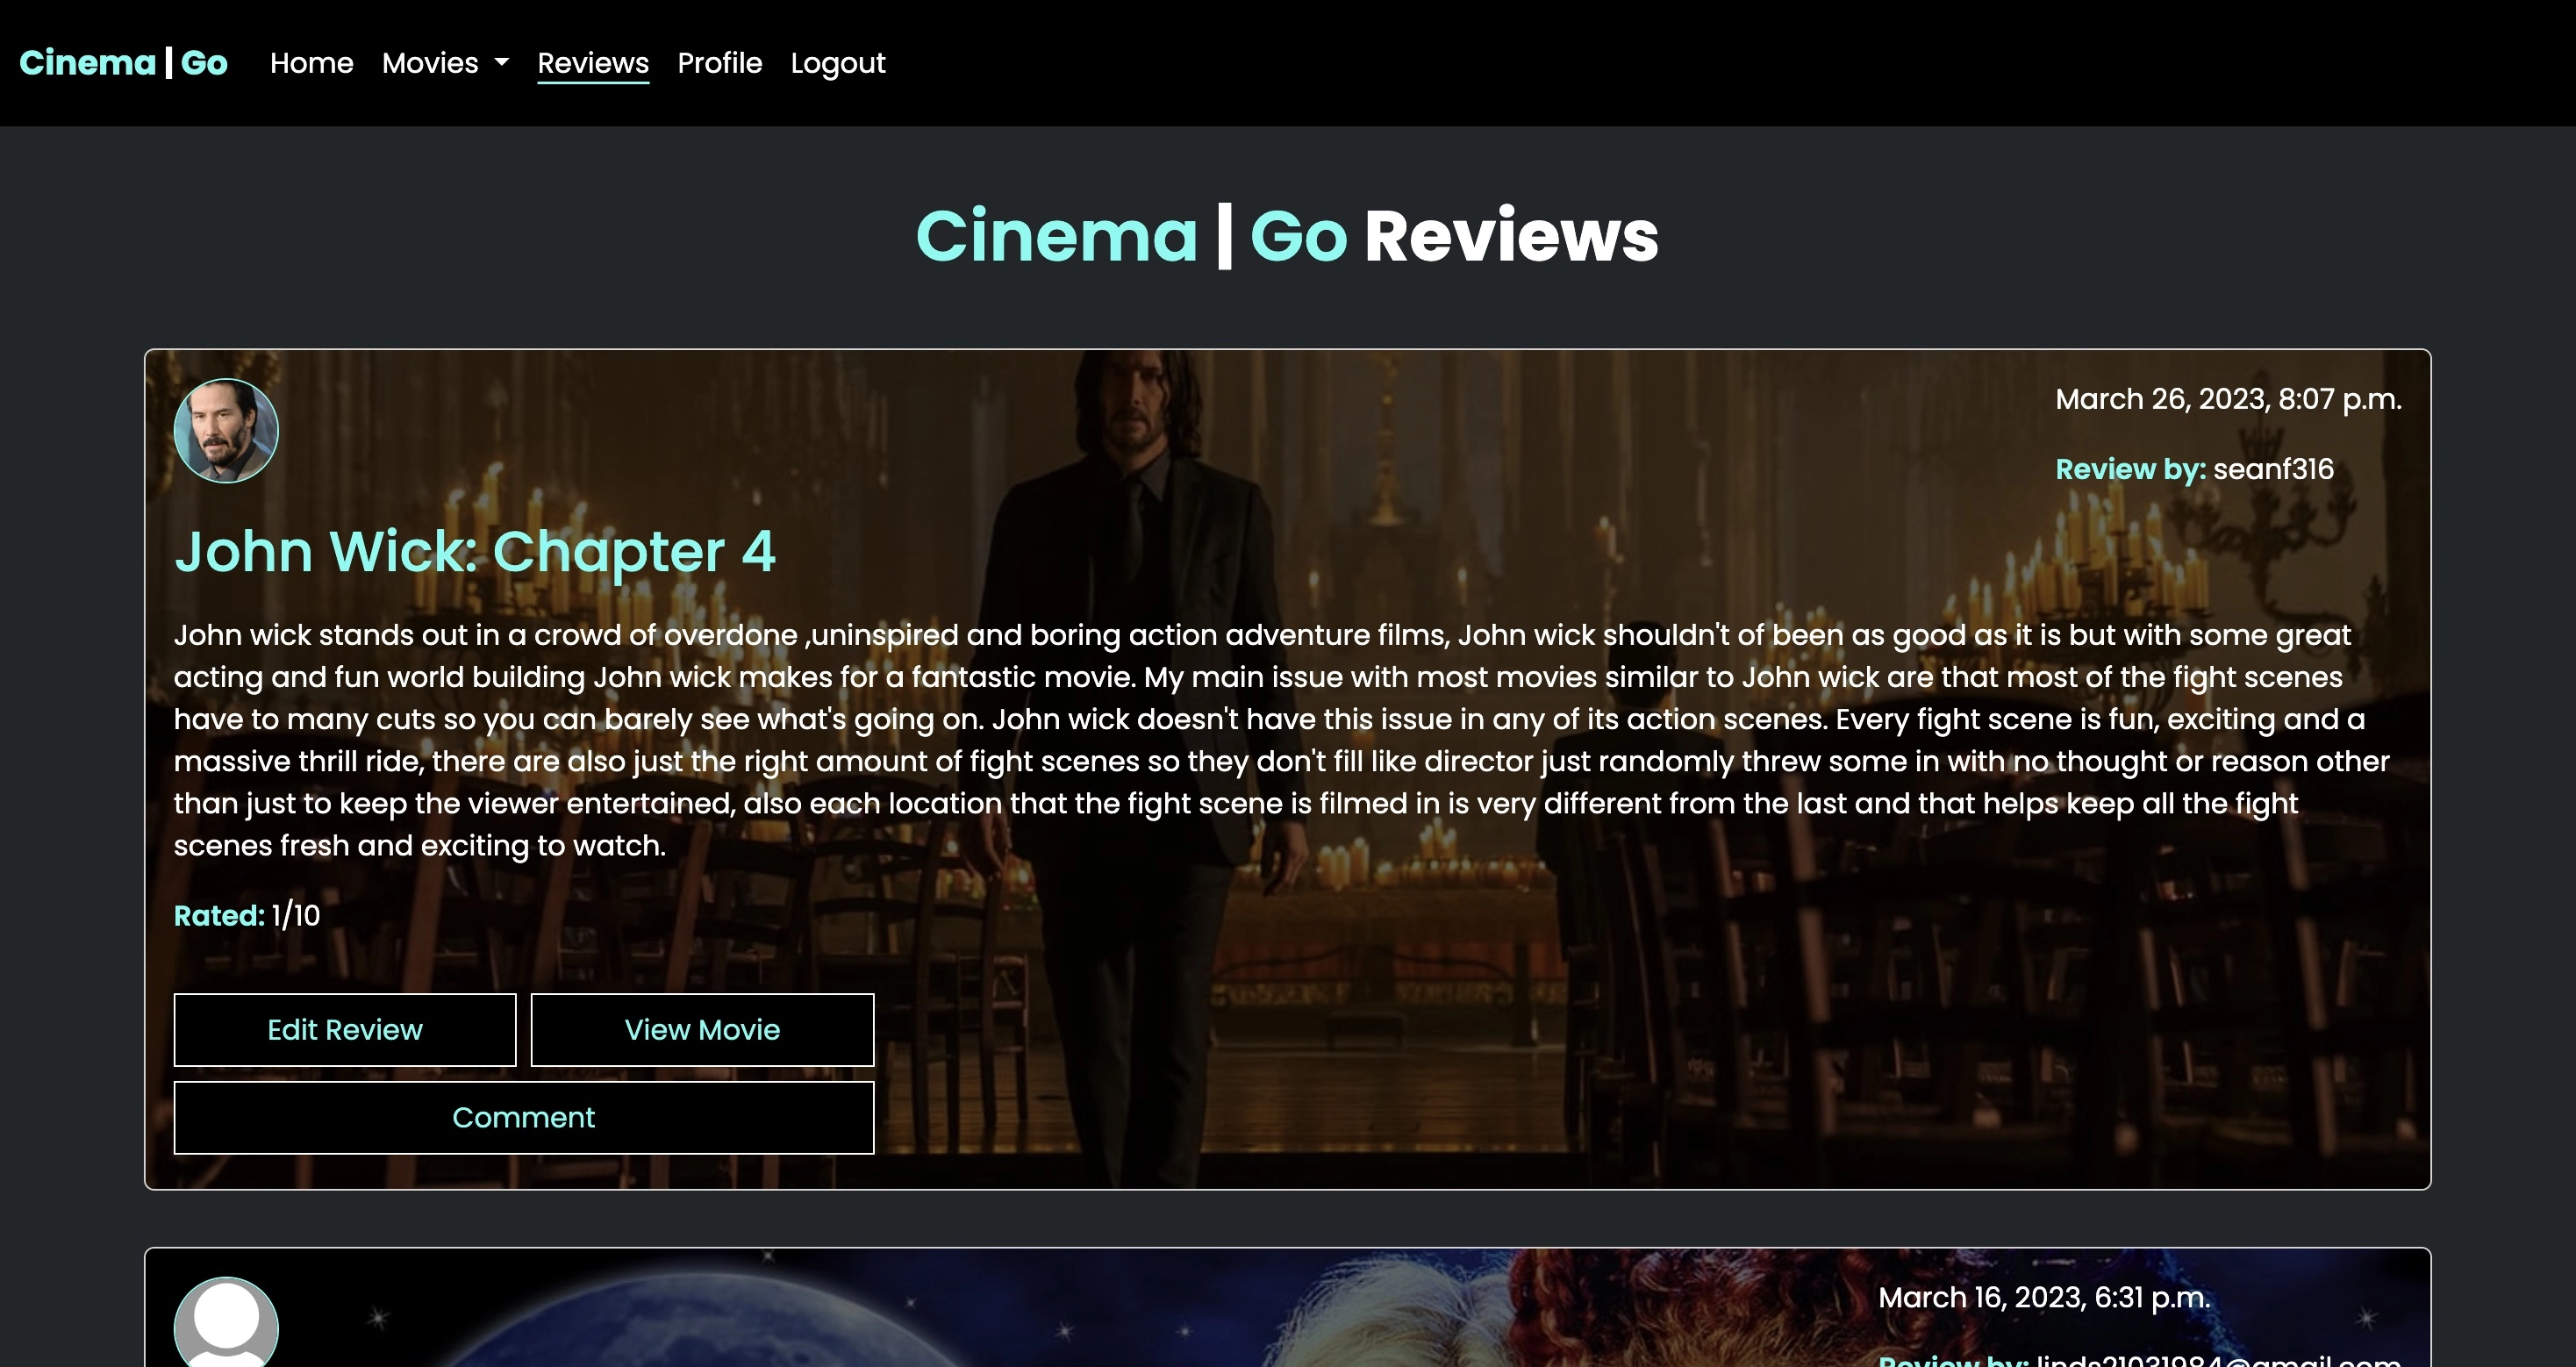 Cinema | Go Home Movies Reviews Profile Logout
Cinema | Go Reviews
March 26, 2023, 8:07 p.m.
Review by: seanf316
John Wick: Chapter 4
John wick stands out in a crowd of overdone ,uninspired and boring action adventure films, John wick shouldn't of been as good as it is but with some great
acting and fun world building John wick makes for a fantastic movie. My main issue with most movies similar to John wick are that most of the fight scenes
have to many cuts so you can barely see what's going on. John wick doesn't have this issue in any of its action scenes. Every fight scene is fun, exciting and a
massive thrill ride, there are also just the right amount of fight scenes so they don't fill like director just randomly threw some in with no thought or reason other
than just to keep the viewer entertained, also each location that the fight scene is filmed in is very different from the last and that helps keep all the fight
scenes fresh and exciting to watch.
Rated: 1/10
Edit Review View Movie
Comment
March 16, 2023, 6:31 p.m.
Review by: linds21031984@gmail.com